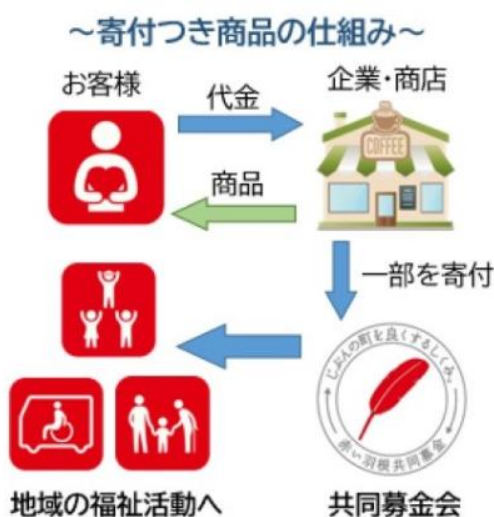 ～寄付つき商品の仕組み～
お客様
企業・商店
代金
COFFEE
商品
一部を寄付
じぶんの町を良くするしくみ。
赤い羽根共同募金
地域の福祉活動へ
共同募金会